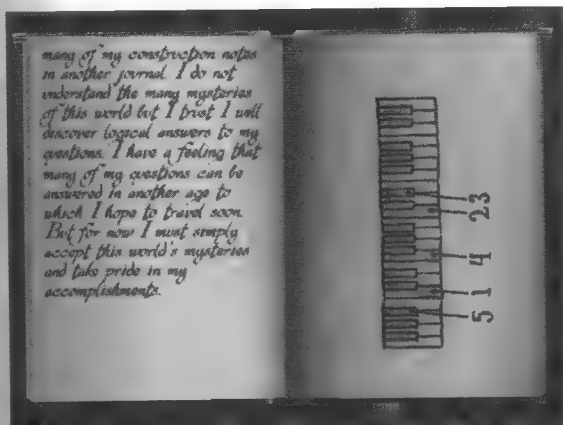 many of my construction notes
in another journal. I do not
understand the many mysteries
of this world but I trust I will
discover logical answers to my
questions. I have a feeling that
many of my questions can be
answered in another age to
which I hope to travel soon.
But for now I must simply
accept this world's mysteries
and take pride in my
accomplishments.
2 3
4
1
5